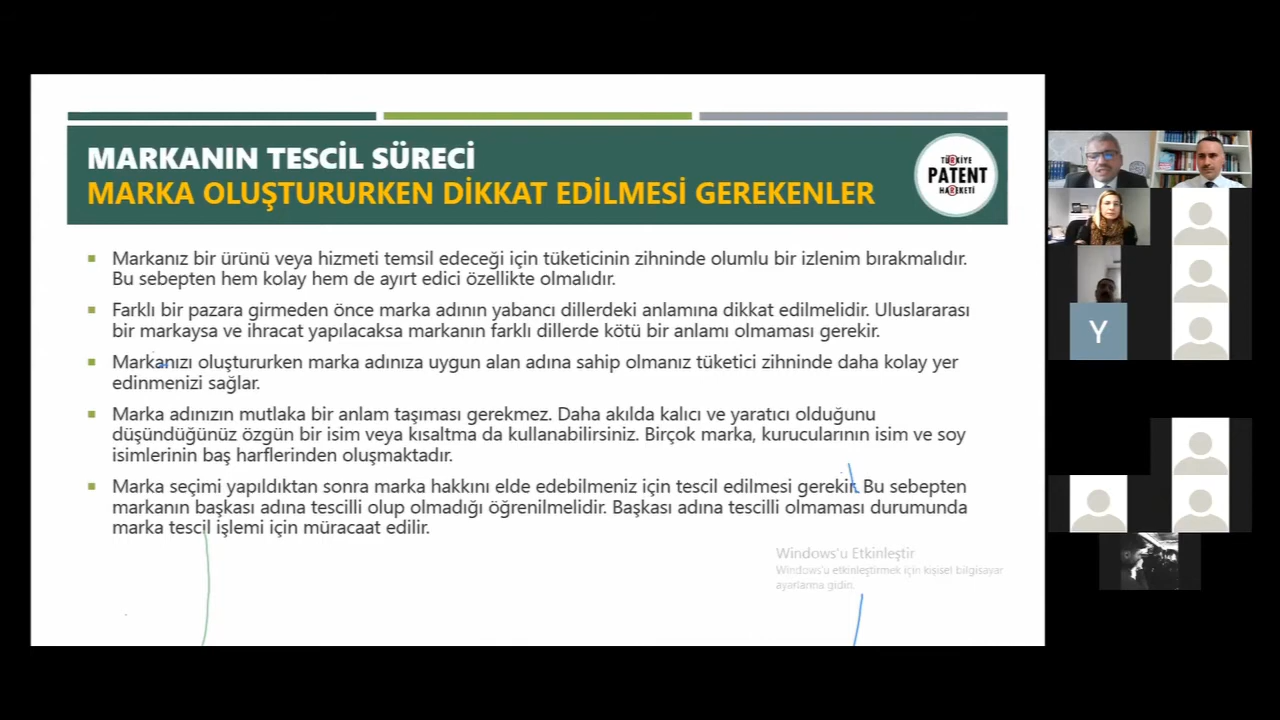 MARKANIN TESCİL SÜRECİ
MARKA OLUŞTURURKEN DİKKAT EDİLMESİ GEREKENLER
TÜRKİYE
PATENT
HAREKETİ
Markanız bir ürünü veya hizmeti temsil edeceği için tüketicinin zihninde olumlu bir izlenim bırakmalıdır.
Bu sebepten hem kolay hem de ayırt edici özellikte olmalıdır.
Farklı bir pazara girmeden önce marka adının yabancı dillerdeki anlamına dikkat edilmelidir. Uluslararası
bir markaysa ve ihracat yapılacaksa markanın farklı dillerde kötü bir anlamı olmaması gerekir.
Markanızı oluştururken marka adınıza uygun alan adına sahip olmanız tüketici zihninde daha kolay yer
edinmenizi sağlar.
Marka adınızın mutlaka bir anlam taşıması gerekmez. Daha akılda kalıcı ve yaratıcı olduğunu
düşündüğünüz özgün bir isim veya kısaltma da kullanabilirsiniz. Birçok marka, kurucularının isim ve soy
isimlerinin baş harflerinden oluşmaktadır.
Marka seçimi yapıldıktan sonra marka hakkını elde edebilmeniz için tescil edilmesi gerekir. Bu sebepten
markanın başkası adına tescilli olup olmadığı öğrenilmelidir. Başkası adına tescilli olmaması durumunda
marka tescil işlemi için müracaat edilir.
Windows'u Etkinleştir
Windows'u etkinleştirmek için kişisel bilgisayar
ayarlarına gidin.
Y